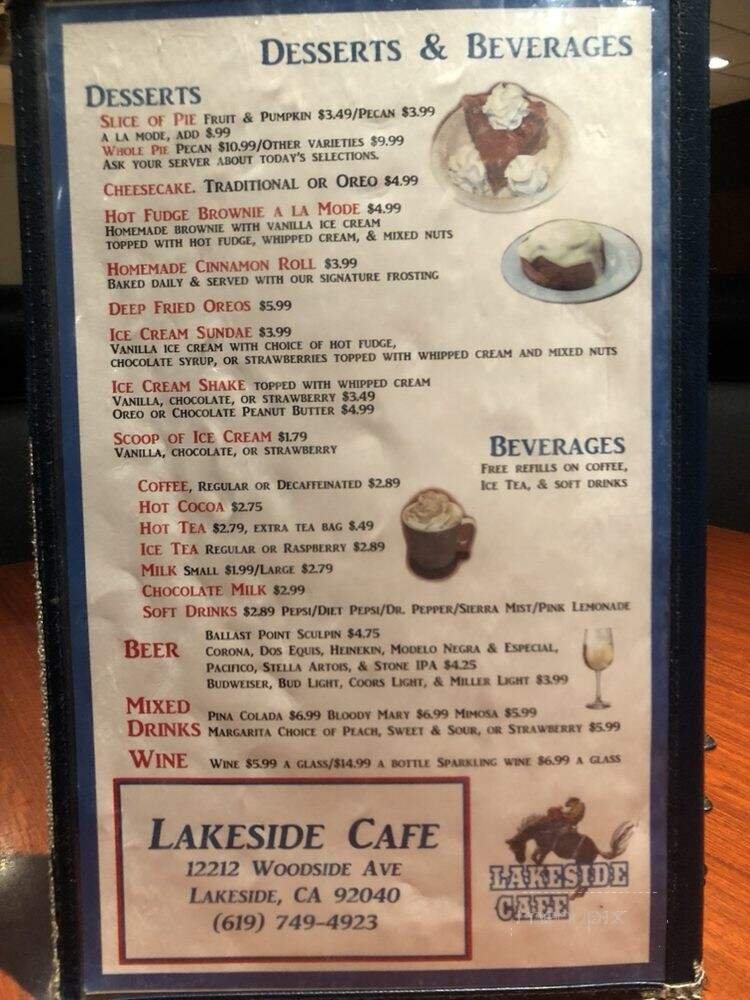 DESSERTS & BEVERAGES
DESSERTS
SLICE OF PIE FRUIT & PUMPKIN $3.49/PECAN $3.99
A LA MODE, ADD $.99
WHOLE PIE PECAN $10.99/OTHER VARIETIES $9.99
ASK YOUR SERVER ABOUT TODAY'S SELECTIONS.
CHEESECAKE. TRADITIONAL OR OREO $4.99
HOT FUDGE BROWNIE A LA MODE $4.99
HOMEMADE BROWNIE WITH VANILLA ICE CREAM
TOPPED WITH HOT FUDGE, WHIPPED CREAM, & MIXED NUTS
HOMEMADE CINNAMON ROLL $3.99
BAKED DAILY & SERVED WITH OUR SIGNATURE FROSTING
DEEP FRIED OREOS $5.99
ICE CREAM SUNDAE $3.99
VANILLA ICE CREAM WITH CHOICE OF HOT FUDGE,
CHOCOLATE SYRUP, OR STRAWBERRIES TOPPED WITH WHIPPED CREAM AND MIXED NUTS
ICE CREAM SHAKE TOPPED WITH WHIPPED CREAM
VANILLA, CHOCOLATE, OR STRAWBERRY $3.49
OREO OR CHOCOLATE PEANUT BUTTER $4.99
SCOOP OF ICE CREAM $1.79
VANILLA, CHOCOLATE, OR STRAWBERRY
BEVERAGES
FREE REFILLS ON COFFEE,
ICE TEA, & SOFT DRINKS
COFFEE, REGULAR OR DECAFFEINATED $2.89
HOT COCOA $2.75
HOT TEA $2.79, EXTRA TEA BAG $.49
ICE TEA REGULAR OR RASPBERRY $2.89
MILK SMALL $1.99/LARGE $2.79
CHOCOLATE MILK $2.99
SOFT DRINKS $2.89 PEPSI/DIET PEPSI/DR. PEPPER/SIERRA MIST/PINK LEMONADE
BEER
BALLAST POINT SCULPIN $4.75
CORONA, DOS EQUIS, HEINEKIN, MODELO NEGRA & ESPECIAL,
PACIFICO, STELLA ARTOIS, & STONE IPA $4.25
BUDWEISER, BUD LIGHT, COORS LIGHT, & MILLER LIGHT $3.99
MIXED
DRINKS
PINA COLADA $6.99 BLOODY MARY $6.99 MIMOSA $5.99
MARGARITA CHOICE OF PEACH, SWEET & SOUR, OR STRAWBERRY $5.99
WINE WINE $5.99 A GLASS/$14.99 A BOTTLE SPARKLING WINE $6.99 A GLASS
LAKESIDE CAFE
12212 WOODSIDE AVE
LAKESIDE, CA 92040
(619) 749-4923
LAKESIDE
CAFE
menupix